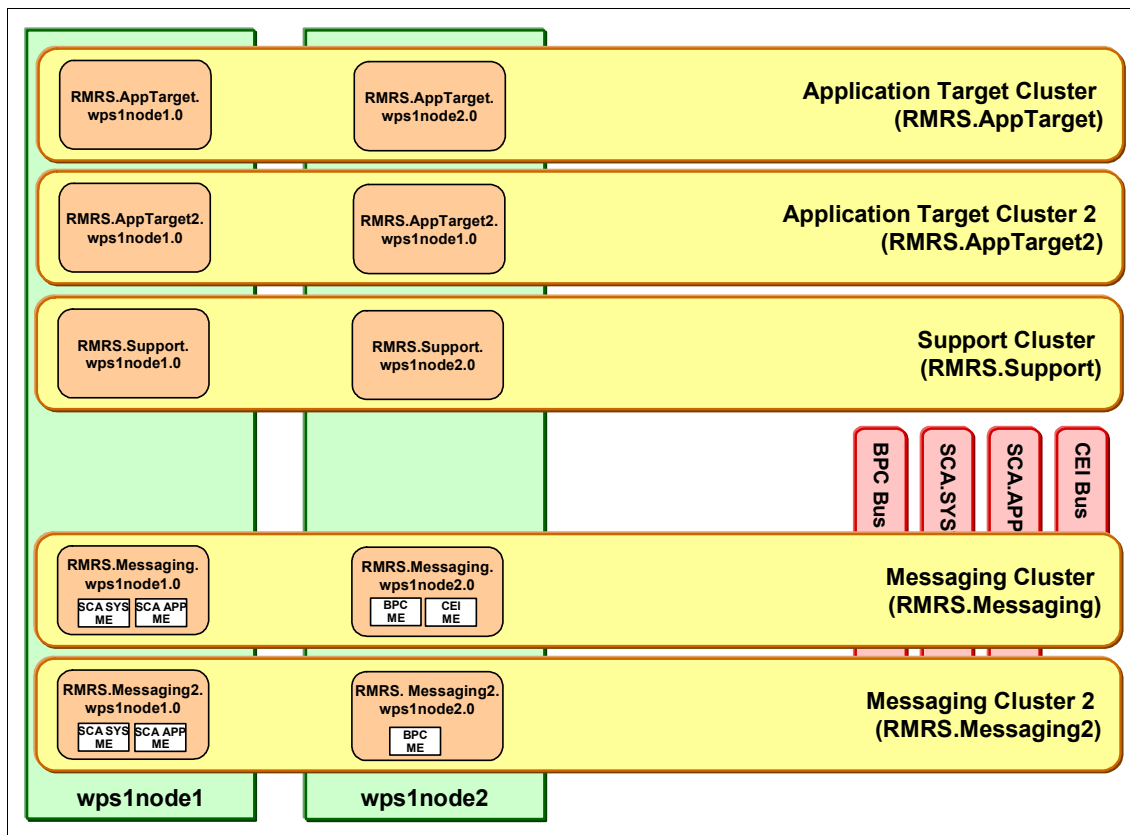 RMRS.AppTarget.
wps1node1.0
RMRS.AppTarget.
wps1node2.0
Application Target Cluster
(RMRS.AppTarget)
RMRS.AppTarget2.
wps1node1.0
RMRS.AppTarget2.
wps1node1.0
Application Target Cluster 2
(RMRS.AppTarget2)
RMRS.Support.
wps1node1.0
RMRS.Support.
wps1node2.0
Support Cluster
(RMRS.Support)
BPC Bus
SCA.SYS
SCA.APP
CEI Bus
RMRS.Messaging.
wps1node1.0
SCA SYS
ME
SCA APP
ME
RMRS.Messaging.
wps1node2.0
BPC
ME
CEI
ME
Messaging Cluster
(RMRS.Messaging)
RMRS.Messaging2.
wps1node1.0
SCA SYS
ME
SCA APP
ME
RMRS. Messaging2.
wps1node2.0
BPC
ME
Messaging Cluster 2
(RMRS.Messaging2)
wps1node1
wps1node2